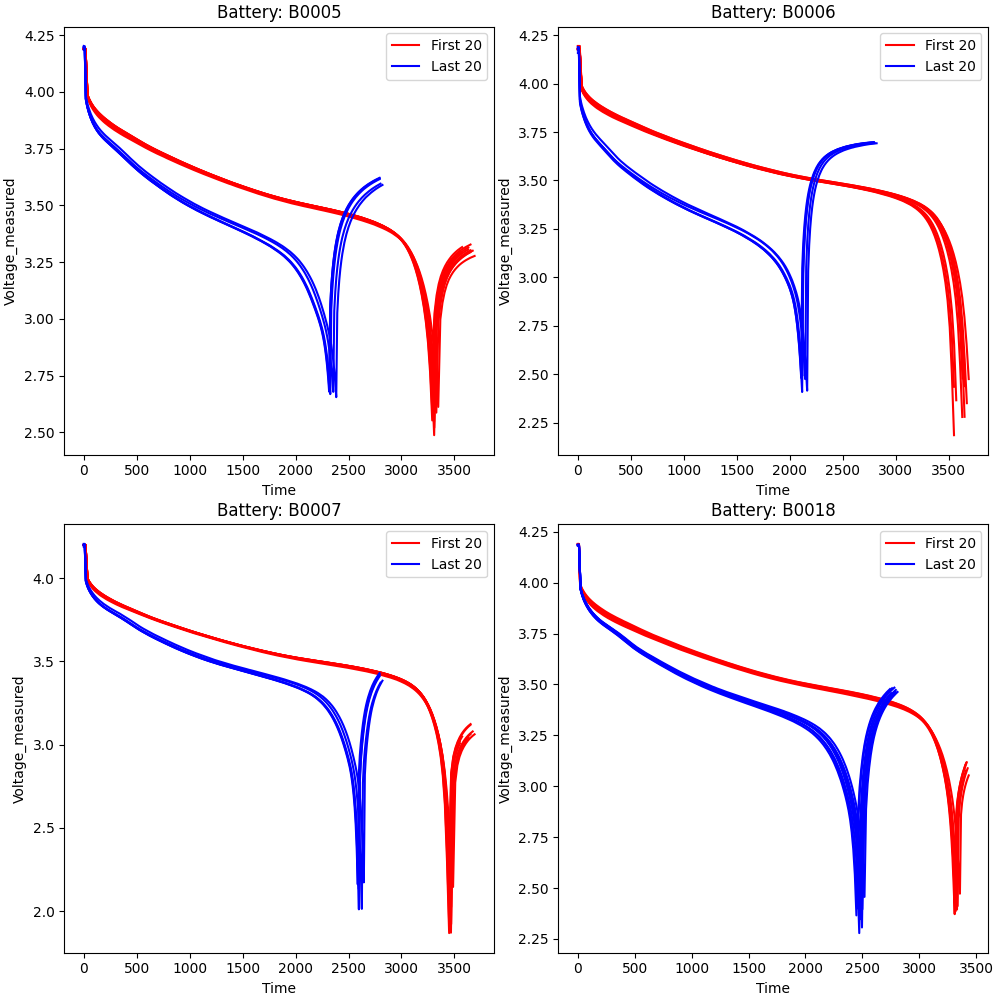 Battery: B0005
4.25
4.00
3.75
3.50
3.25
3.00
2.75
2.50
Voltage_measured
0 500 1000 1500 2000 2500 3000 3500
Time
First 20
Last 20
Battery: B0006
4.25
4.00
3.75
3.50
3.25
3.00
2.75
2.50
2.25
Voltage_measured
0 500 1000 1500 2000 2500 3000 3500
Time
First 20
Last 20
Battery: B0007
4.0
3.5
3.0
2.5
2.0
Voltage_measured
0 500 1000 1500 2000 2500 3000 3500
Time
First 20
Last 20
Battery: B0018
4.25
4.00
3.75
3.50
3.25
3.00
2.75
2.50
2.25
Voltage_measured
0 500 1000 1500 2000 2500 3000 3500
Time
First 20
Last 20